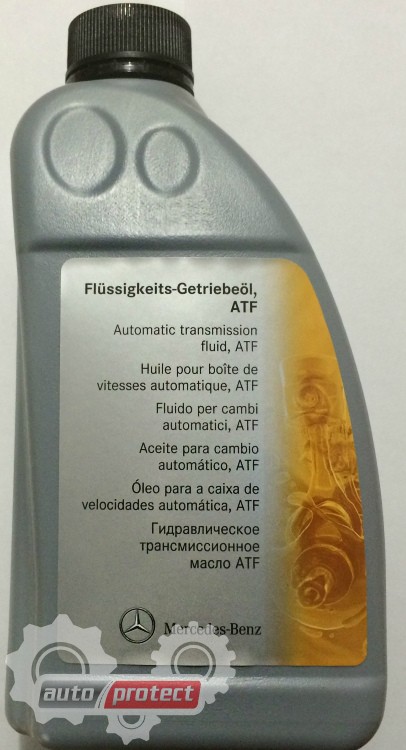 Flüssigkeits-Getriebeöl,
ATF
Automatic transmission
fluid, ATF
Huile pour boîte de
vitesses automatique, ATF
Fluido per cambi
automatici, ATF
Aceite para cambio
automático, ATF
Óleo para a caixa de
velocidades automática, ATF
Гидравлическое
трансмиссионное
масло ATF
Mercedes-Benz
auto protect